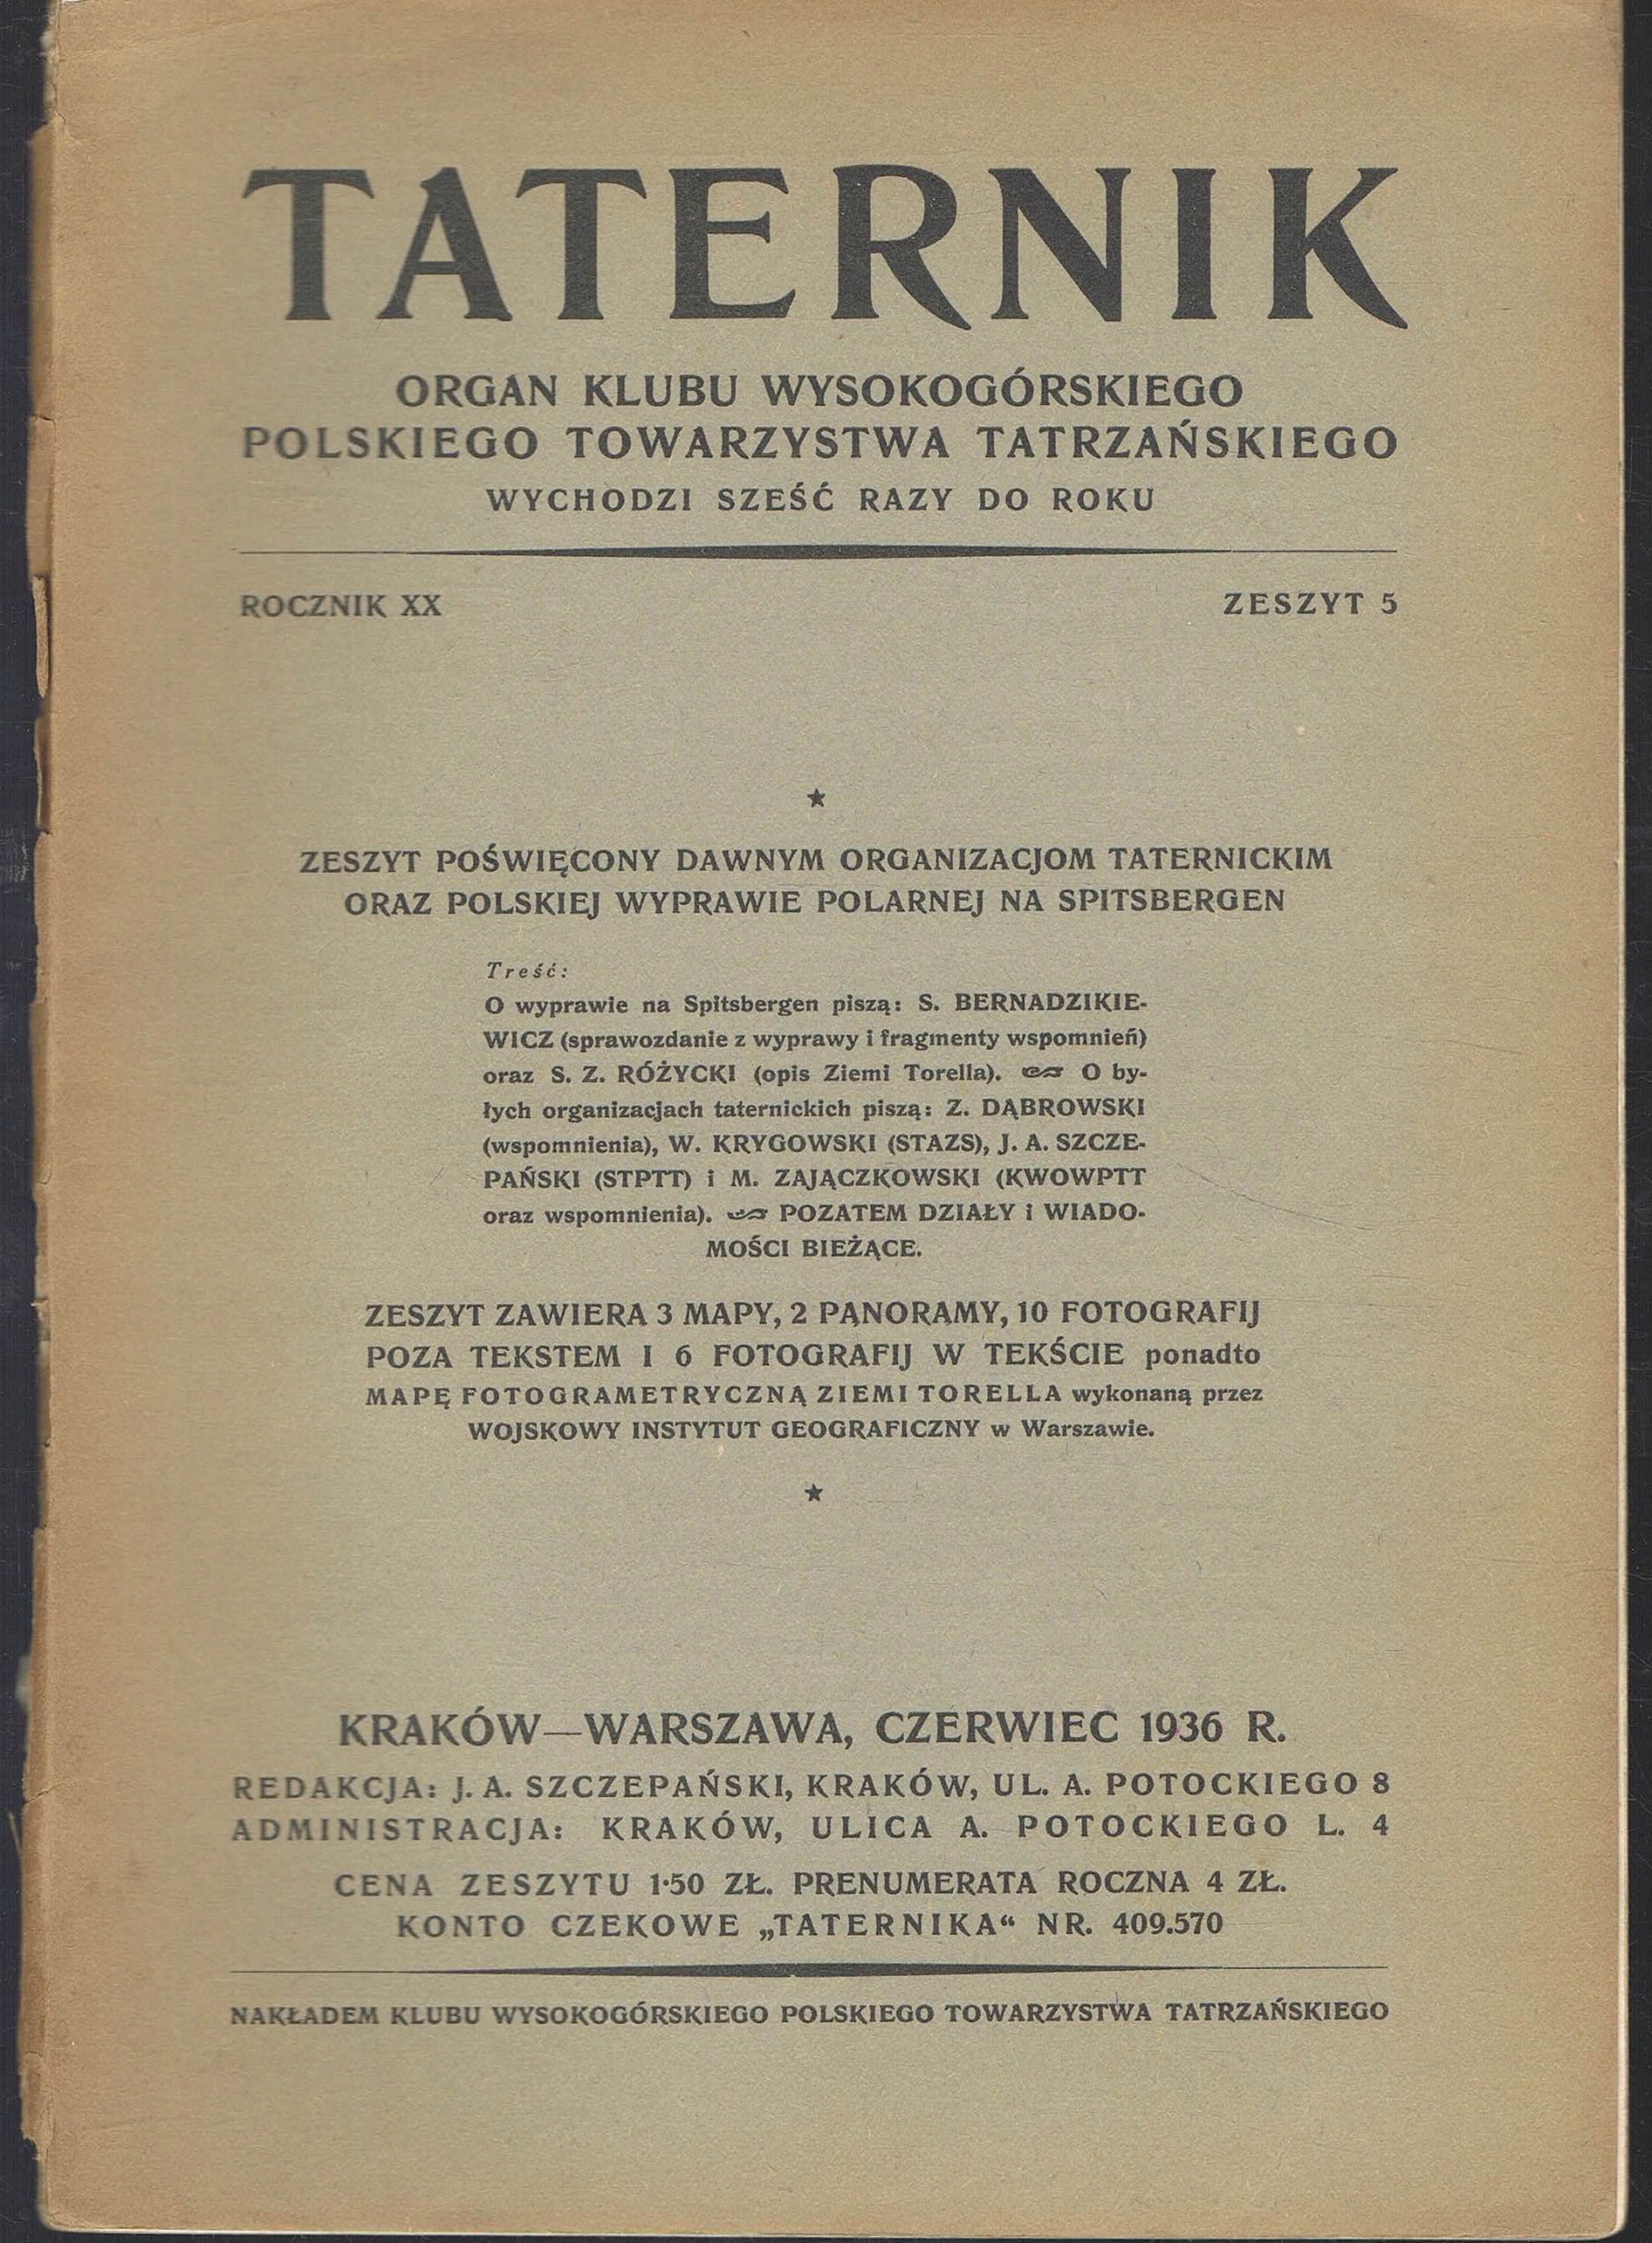 TATERNIK
ORGAN KLUBU WYSOKOGÓRSKIEGO
POLSKIEGO TOWARZYSTWA TATRZAŃSKIEGO
WYCHODZI SZEŚĆ RAZY DO ROKU
ROCZNIK XX ZESZYT 5
★
ZESZYT POŚWIĘCONY DAWNYM ORGANIZACJOM TATERNICKIM
ORAZ POLSKIEJ WYPRAWIE POLARNEJ NA SPITSBERGEN
Treść:
O wyprawie na Spitsbergen piszą: S. BERNADZIKIE-
WICZ (sprawozdanie z wyprawy i fragmenty wspomnień)
oraz S. Z. RÓŻYCKI (opis Ziemi Torella). O by-
łych organizacjach taternickich piszą: Z. DĄBROWSKI
(wspomnienia), W. KRYGOWSKI (STAZS), J. A. SZCZE-
PAŃSKI (STPTT) i M. ZAJĄCZKOWSKI (KWOWPTT
oraz wspomnienia). POZATEM DZIAŁY i WIADO-
MOŚCI BIEŻĄCE.
ZESZYT ZAWIERA 3 MAPY, 2 PANORAMY, 10 FOTOGRAFIJ
POZA TEKSTEM I 6 FOTOGRAFIJ W TEKŚCIE ponadto
MAPĘ FOTOGRAMETRYCZNĄ ZIEMI TORELLA wykonaną przez
WOJSKOWY INSTYTUT GEOGRAFICZNY w Warszawie.
★
KRAKÓW—WARSZAWA, CZERWIEC 1936 R.
REDAKCJA: J. A. SZCZEPAŃSKI, KRAKÓW, UL. A. POTOCKIEGO 8
ADMINISTRACJA: KRAKÓW, ULICA A. POTOCKIEGO L. 4
CENA ZESZYTU 1·50 ZŁ. PRENUMERATA ROCZNA 4 ZŁ.
KONTO CZEKOWE „TATERNIKA“ NR. 409.570
NAKŁADEM KLUBU WYSOKOGÓRSKIEGO POLSKIEGO TOWARZYSTWA TATRZAŃSKIEGO